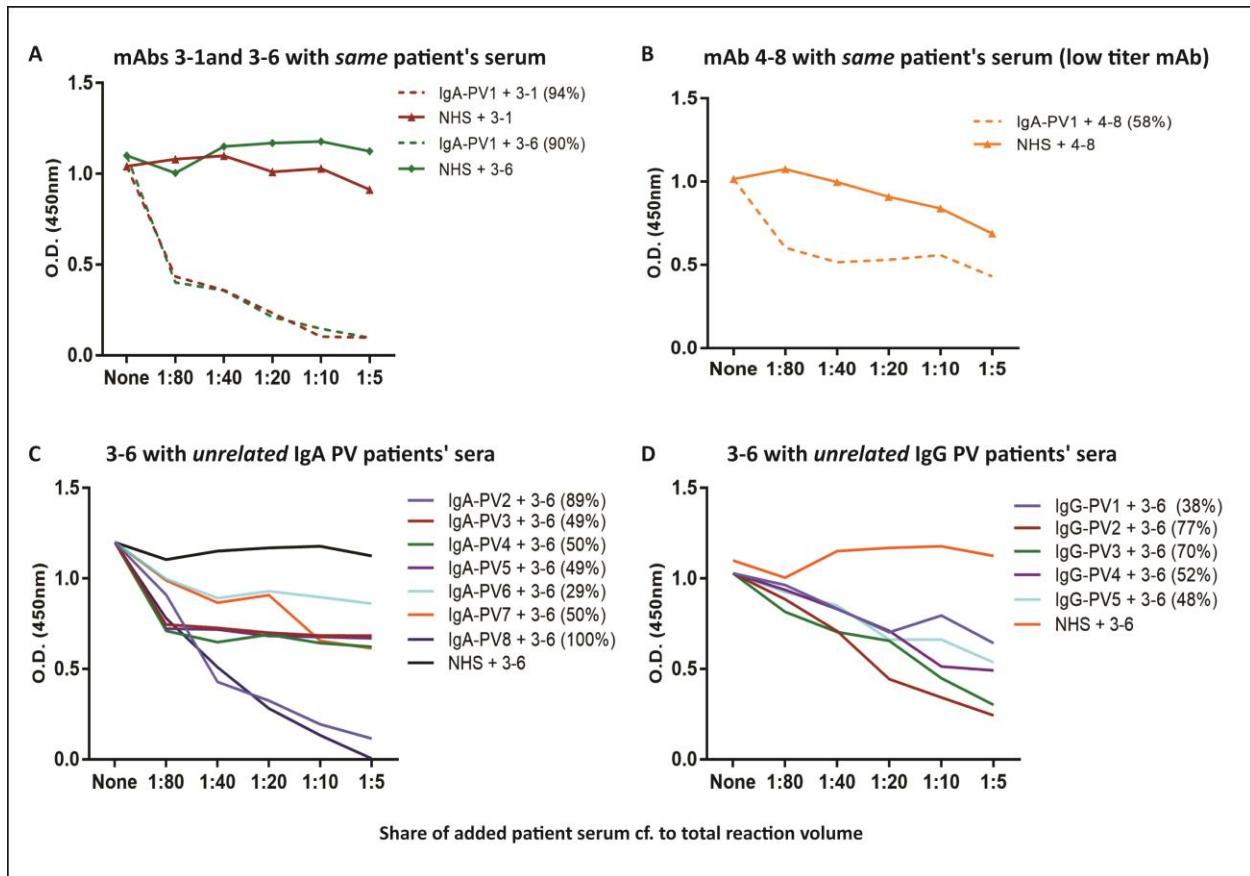 A mAbs 3-1and 3-6 with same patient's serum
1.5
1.0
0.5
0.0
O.D. (450nm)
None 1:80 1:40 1:20 1:10 1:5
IgA-PV1 + 3-1 (94%)
NHS + 3-1
IgA-PV1 + 3-6 (90%)
NHS + 3-6
B mAb 4-8 with same patient's serum (low titer mAb)
1.5
1.0
0.5
0.0
O.D. (450nm)
None 1:80 1:40 1:20 1:10 1:5
IgA-PV1 + 4-8 (58%)
NHS + 4-8
C 3-6 with unrelated IgA PV patients' sera
1.5
1.0
0.5
0.0
O.D. (450nm)
None 1:80 1:40 1:20 1:10 1:5
IgA-PV2 + 3-6 (89%)
IgA-PV3 + 3-6 (49%)
IgA-PV4 + 3-6 (50%)
IgA-PV5 + 3-6 (49%)
IgA-PV6 + 3-6 (29%)
IgA-PV7 + 3-6 (50%)
IgA-PV8 + 3-6 (100%)
NHS + 3-6
D 3-6 with unrelated IgG PV patients' sera
1.5
1.0
0.5
0.0
O.D. (450nm)
None 1:80 1:40 1:20 1:10 1:5
IgG-PV1 + 3-6 (38%)
IgG-PV2 + 3-6 (77%)
IgG-PV3 + 3-6 (70%)
IgG-PV4 + 3-6 (52%)
IgG-PV5 + 3-6 (48%)
NHS + 3-6
Share of added patient serum cf. to total reaction volume